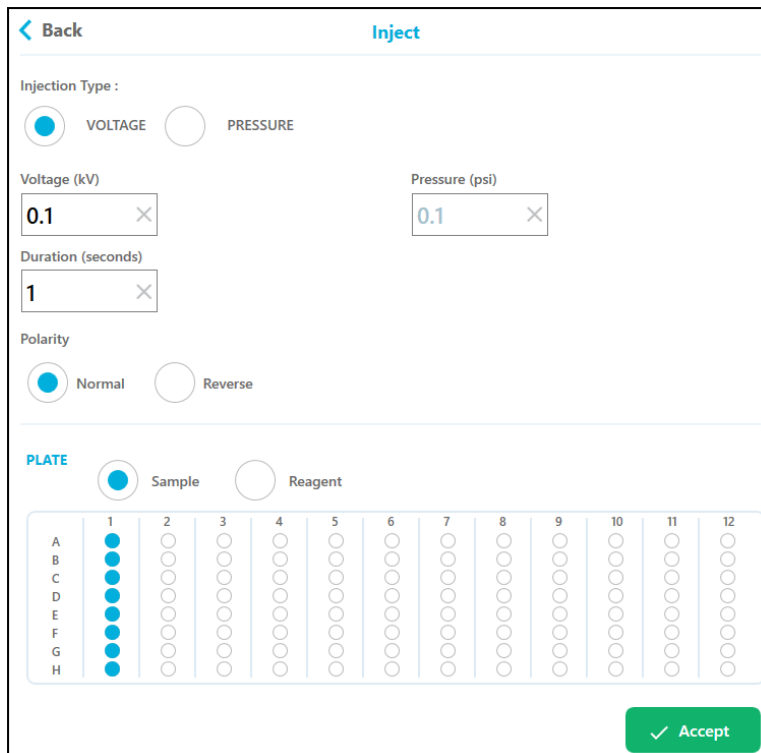 Back
Inject
Injection Type :
VOLTAGE PRESSURE
Voltage (kV) Pressure (psi)
0.1 0.1
Duration (seconds)
1
Polarity
Normal Reverse
PLATE
Sample Reagent
1 2 3 4 5 6 7 8 9 10 11 12
A
B
C
D
E
F
G
H
Accept